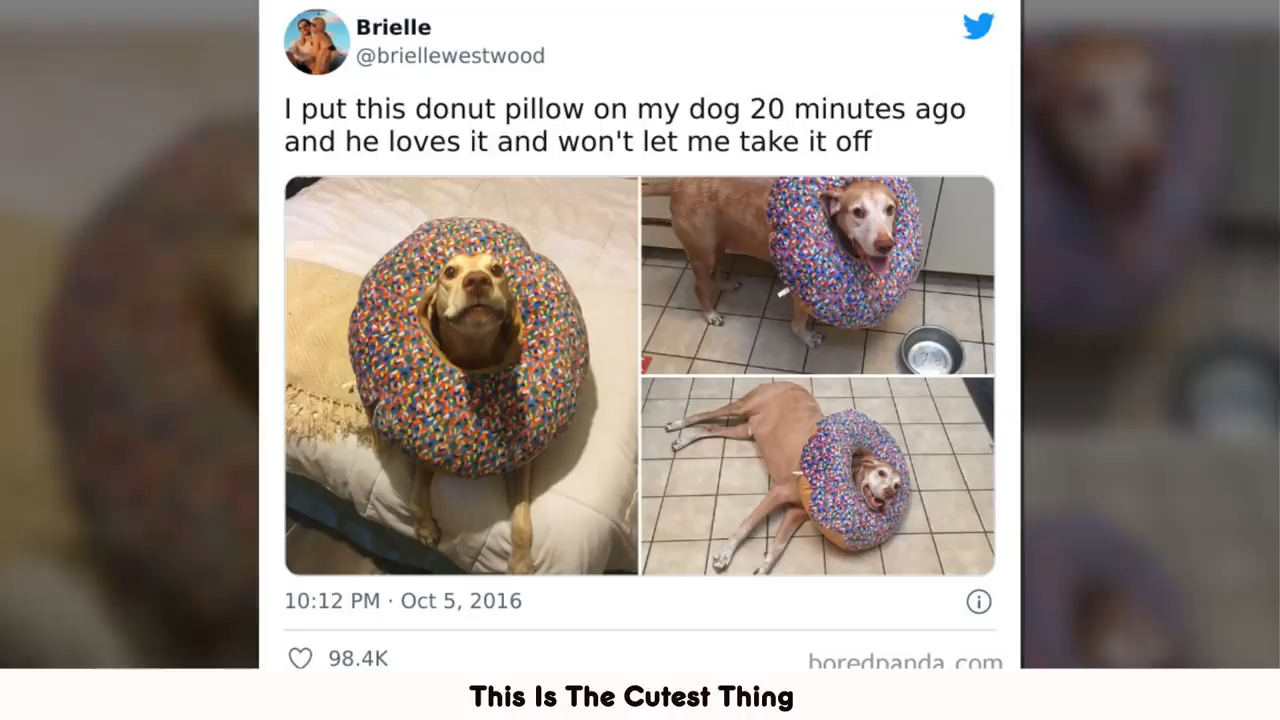 Brielle
@briellewestwood
I put this donut pillow on my dog 20 minutes ago
and he loves it and won't let me take it off
10:12 PM · Oct 5, 2016
98.4K
boredpanda.com
This Is The Cutest Thing